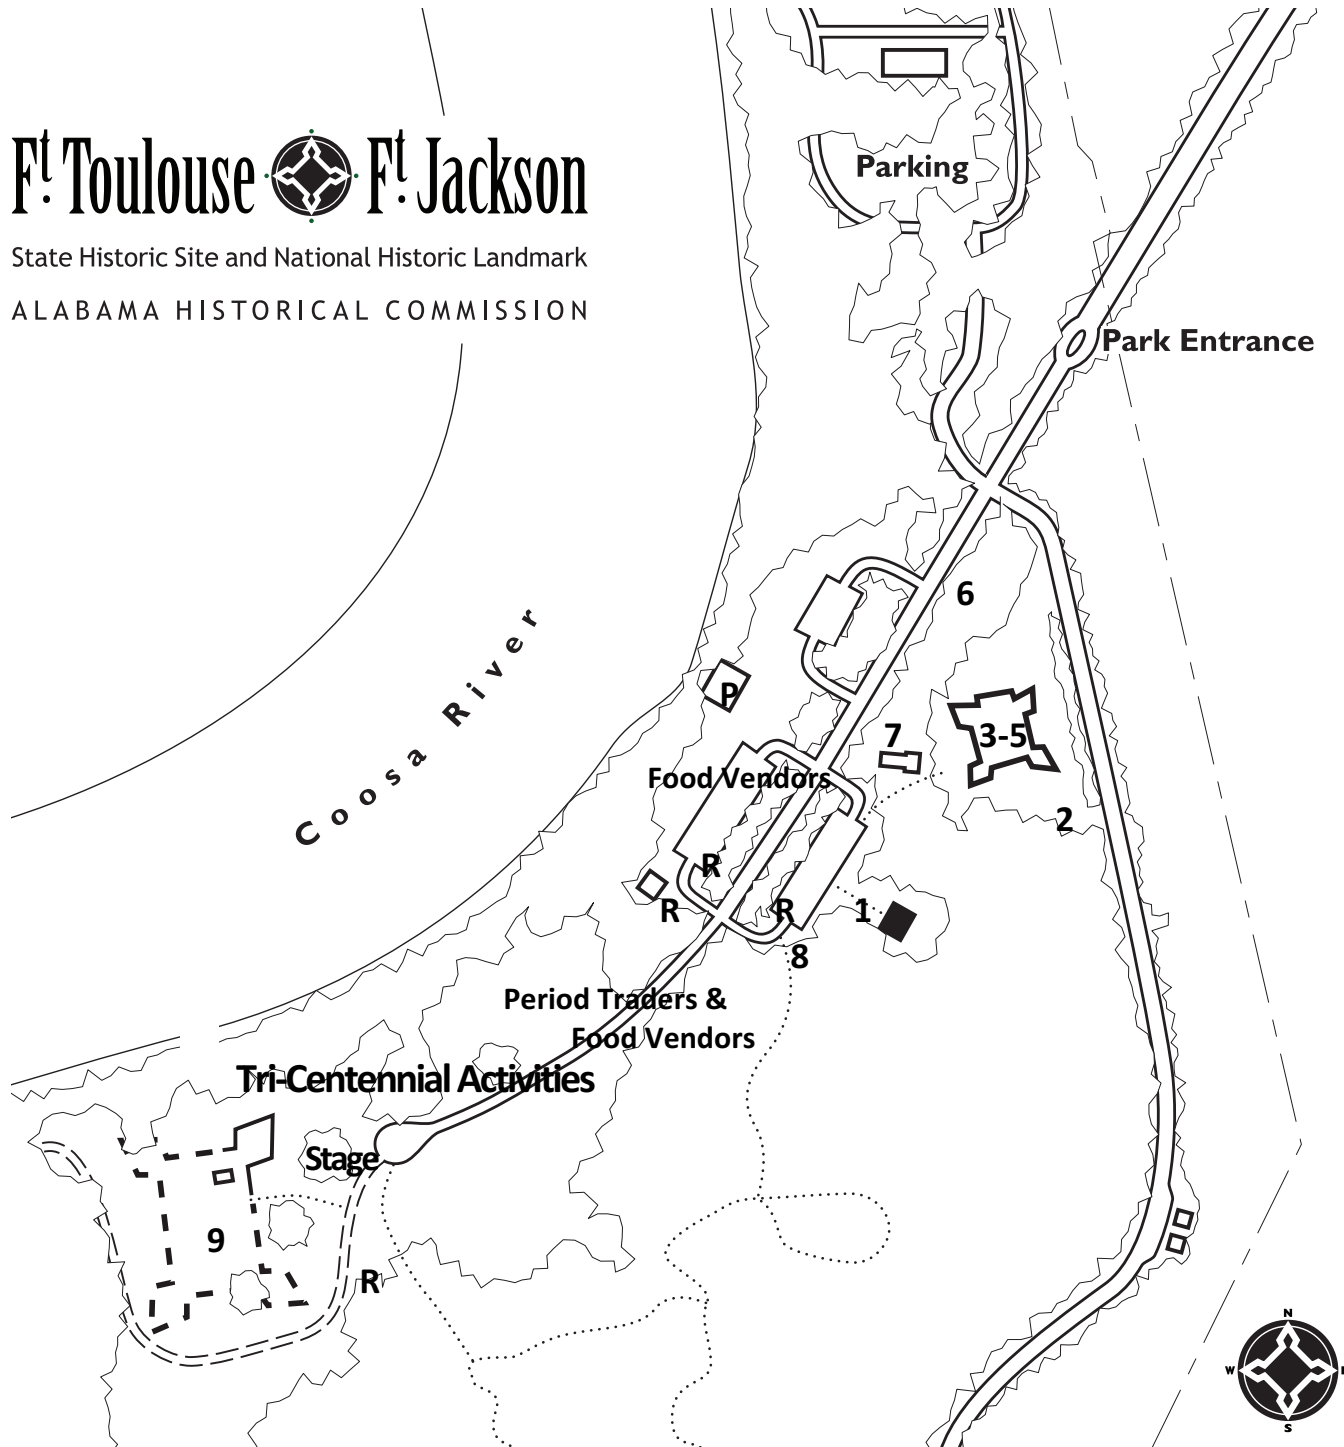 Parking
Ft. Toulouse Ft. Jackson
State Historic Site and National Historic Landmark
ALABAMA HISTORICAL COMMISSION
Park Entrance
6
Coosa River
P
7
3-5
Food Vendors
2
R
R
R
1
8
Period Traders &
Food Vendors
Tri-Centennial Activities
Stage
9
R
N
W
S